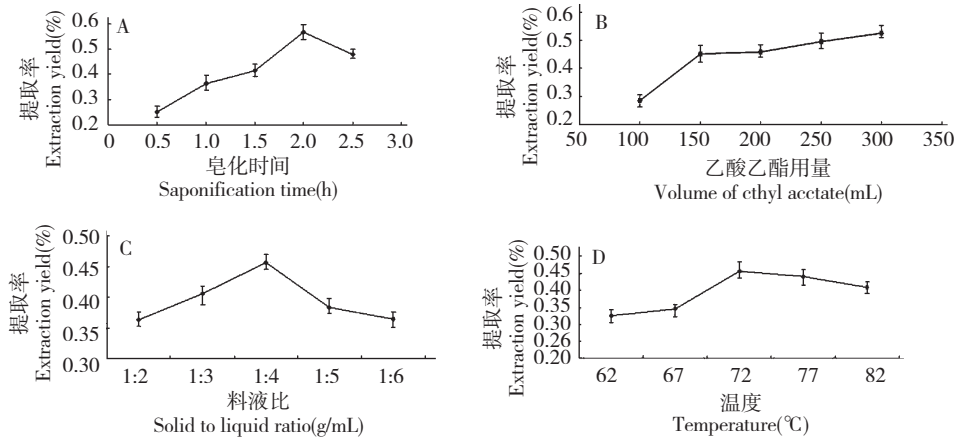 A
提取率
Extraction yield(%)
0.6
0.5
0.4
0.3
0.2
0 0.5 1.0 1.5 2.0 2.5 3.0
皂化时间
Saponification time(h)
B
提取率
Extraction yield(%)
0.6
0.5
0.4
0.3
0.2
50 100 150 200 250 300 350
乙酸乙酯用量
Volume of cthyl acctate(mL)
C
提取率
Extraction yield(%)
0.50
0.45
0.40
0.35
0.30
1:2 1:3 1:4 1:5 1:6
料液比
Solid to liquid ratio(g/mL)
D
提取率
Extraction yield(%)
0.55
0.45
0.35
0.30
0.20
62 67 72 77 82
温度
Temperature(℃)